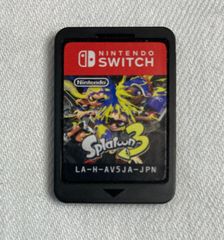 NINTENDO
SWITCH
Nintendo
Splatoon
3
LA-H-AV5JA-JPN